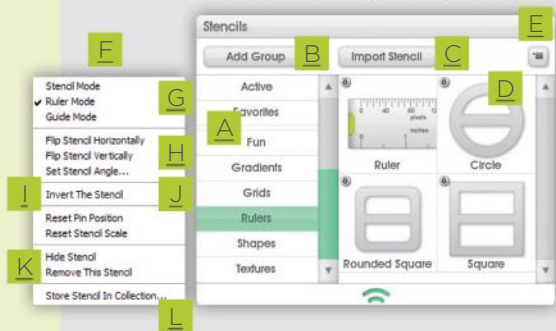 Stencils
E
F
Add Group
B
Import Stencil
C
Stencil Mode
Ruler Mode
Guide Mode
G
Flip Stencil Horizontally
Flip Stencil Vertically
Set Stencil Angle...
H
I
Invert The Stencil
J
Reset Pin Position
Reset Stencil Scale
Hide Stencil
K
Remove This Stencil
Store Stencil In Collection...
L
Active
Favorites
A
Fun
Gradients
Grids
Rulers
Shapes
Textures
D
pixels
inches
Ruler
Circle
Rounded Square
Square